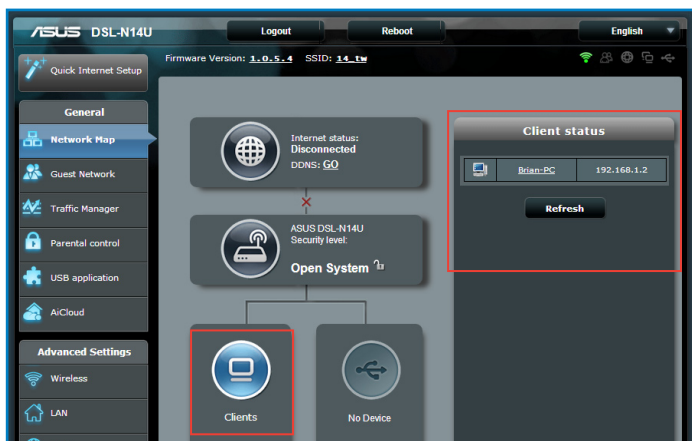 ASUS DSL-N14U
Logout
Reboot
English
Quick Internet Setup
Firmware Version: 1.0.5.4 SSID: 14_tw
General
Network Map
Guest Network
Traffic Manager
Parental control
USB application
AiCloud
Advanced Settings
Wireless
LAN
Internet status:
Disconnected
DDNS: GO
ASUS DSL-N14U
Security level:
Open System
Clients
No Device
Client status
Brian-PC 192.168.1.2
Refresh